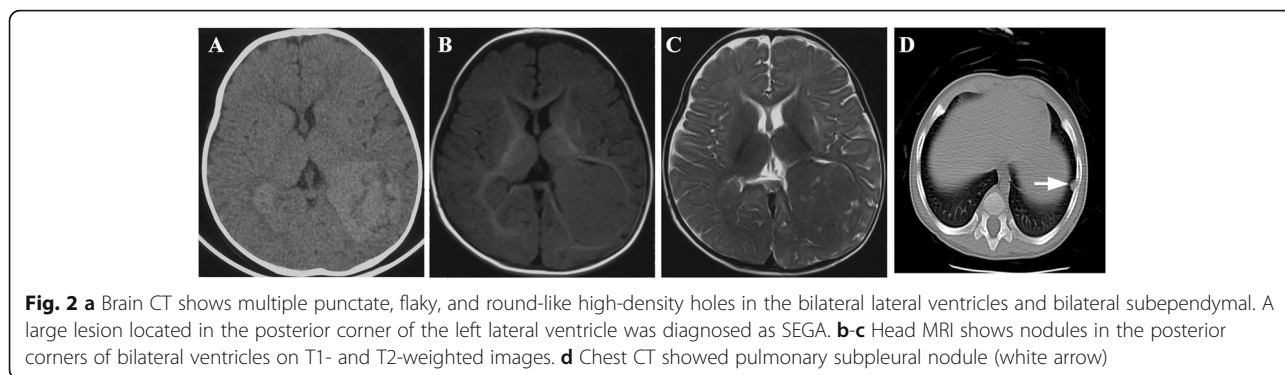 A B C D
Fig. 2 a Brain CT shows multiple punctate, flaky, and round-like high-density holes in the bilateral lateral ventricles and bilateral subependymal. A
large lesion located in the posterior corner of the left lateral ventricle was diagnosed as SEGA. b-c Head MRI shows nodules in the posterior
corners of bilateral ventricles on T1- and T2-weighted images. d Chest CT showed pulmonary subpleural nodule (white arrow)